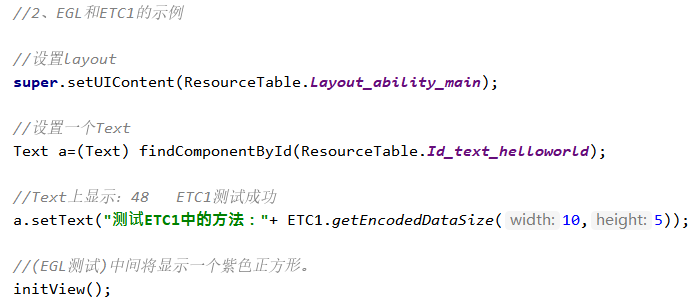 //2、EGL和ETC1的示例
//设置layout
super.setUIContent(ResourceTable.Layout_ability_main);
//设置一个Text
Text a=(Text) findComponentById(ResourceTable.Id_text_helloworld);
//Text上显示：48   ETC1测试成功
a.setText("测试ETC1中的方法："+ ETC1.getEncodedDataSize( width: 10, height: 5));
//(EGL测试)中间将显示一个紫色正方形。
initView();